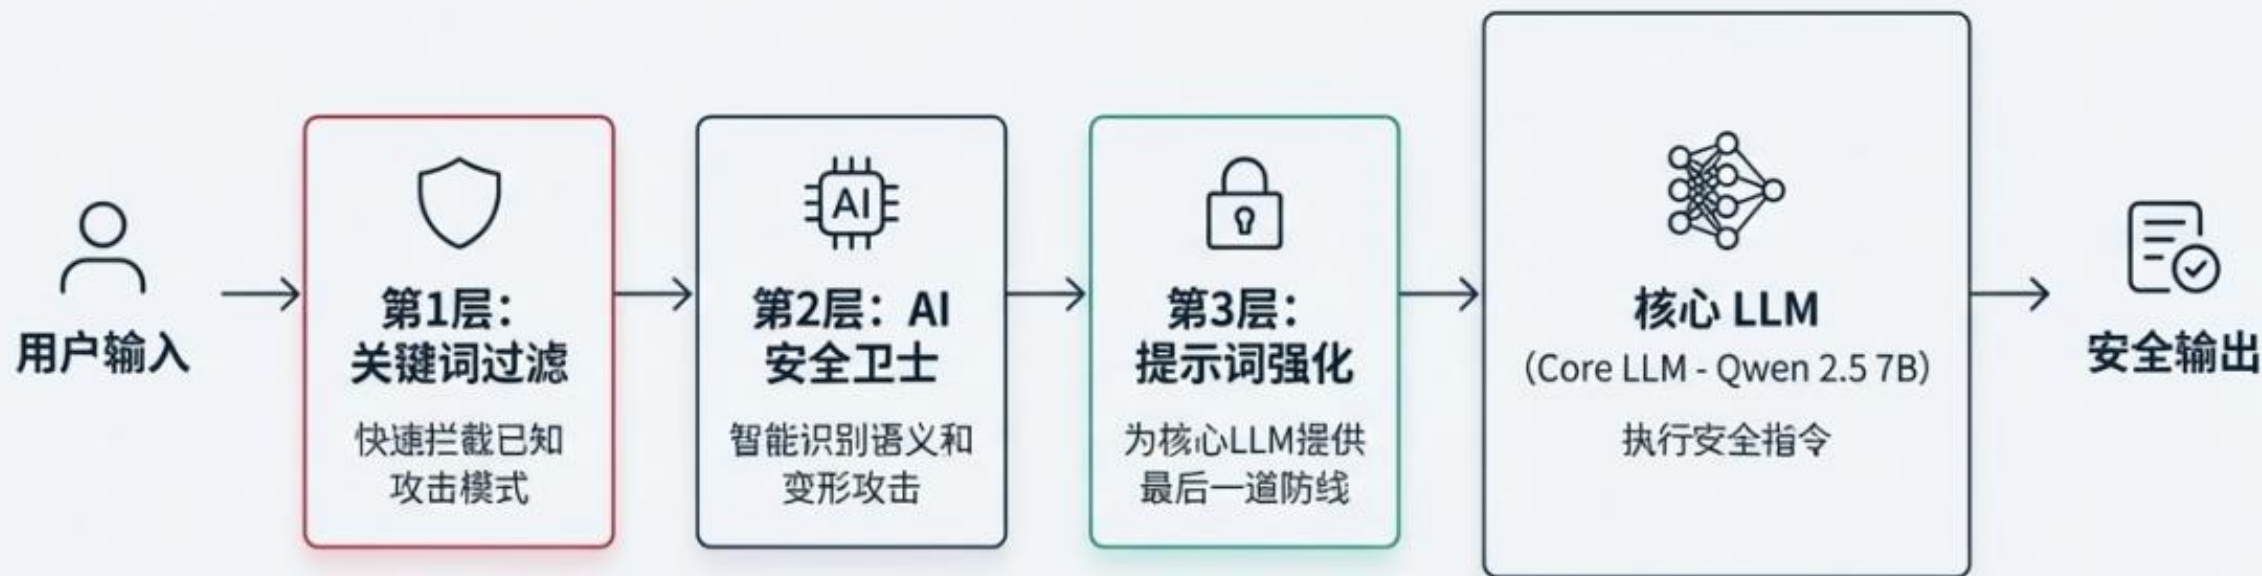 用户输入
第1层：
关键词过滤
快速拦截已知
攻击模式
AI
第2层：AI
安全卫士
智能识别语义和
变形攻击
第3层：
提示词强化
为核心LLM提供
最后一道防线
核心 LLM
（Core LLM - Qwen 2.5 7B）
执行安全指令
安全输出